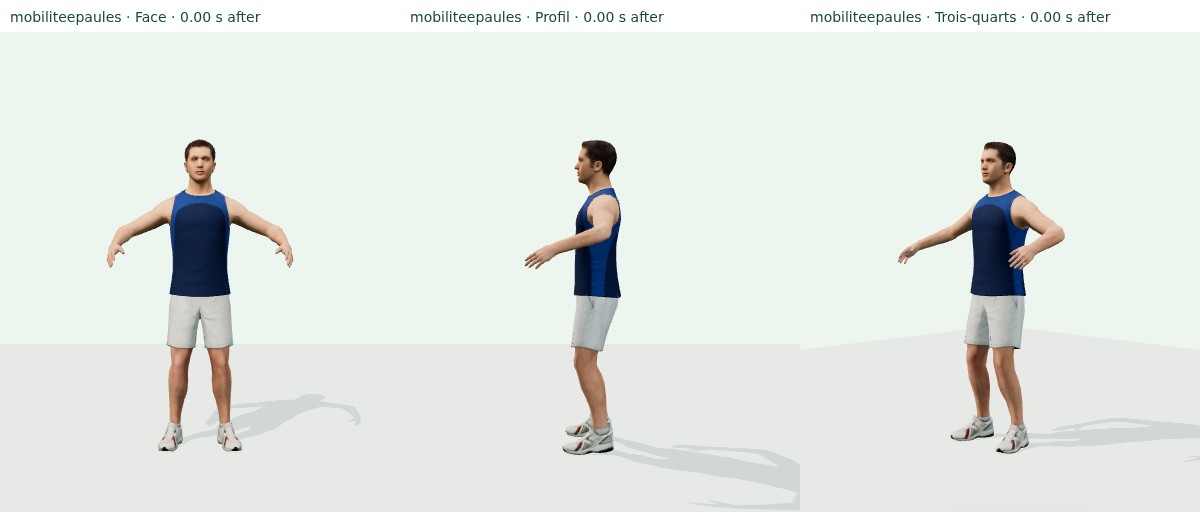 mobiliteepaules · Face · 0.00 s after
mobiliteepaules · Profil · 0.00 s after
mobiliteepaules · Trois-quarts · 0.00 s after